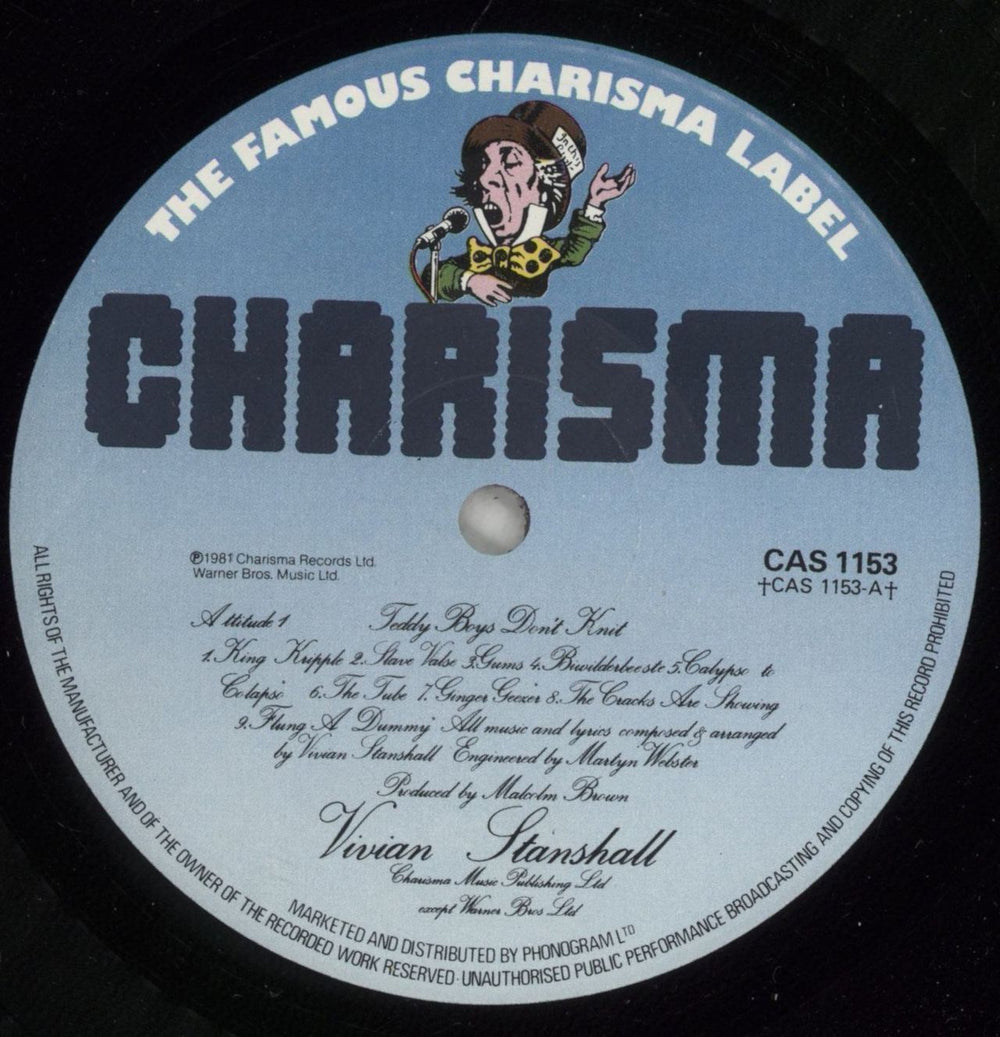 THE FAMOUS CHARISMA LABEL
In this
CHARISMA
℗1981 Charisma Records Ltd.
Warner Bros. Music Ltd.
CAS 1153
†CAS 1153-A†
Attitude 1 Teddy Boys Don't Knit
1. King Kripple 2. Slave Valse 3. Gums 4. Biwilderbeeste 5. Calypso to
Colapso 6. The Tube 7. Ginger Geezer 8. The Cracks Are Showing
9. Flung A Dummy All music and lyrics composed & arranged
by Vivian Stanshall Engineered by Martyn Webster
Produced by Malcolm Brown
Vivian Stanshall
Charisma Music Publishing Ltd
except Warner Bros Ltd
MARKETED AND DISTRIBUTED BY PHONOGRAM LTD
ALL RIGHTS OF THE MANUFACTURER AND OF THE OWNER OF THE RECORDED WORK RESERVED · UNAUTHORISED PUBLIC PERFORMANCE BROADCASTING AND COPYING OF THIS RECORD PROHIBITED